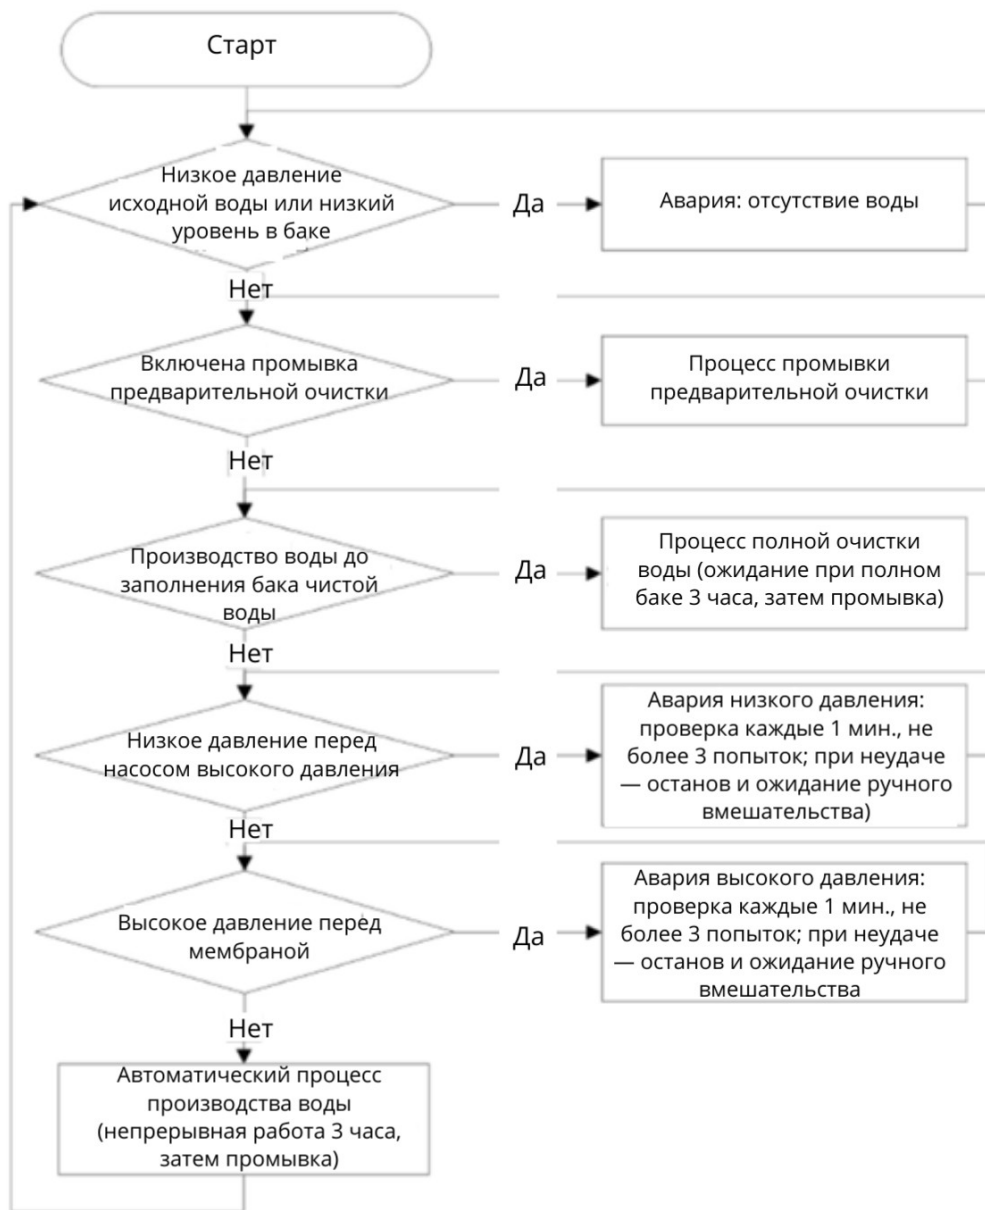 Старт
Низкое давление
исходной воды или низкий
уровень в баке
Да
Авария: отсутствие воды
Нет
Включена промывка
предварительной очистки
Да
Процесс промывки
предварительной очистки
Нет
Производство воды до
заполнения бака чистой
воды
Да
Процесс полной очистки
воды (ожидание при полном
баке 3 часа, затем промывка)
Нет
Низкое давление перед
насосом высокого давления
Да
Авария низкого давления:
проверка каждые 1 мин., не
более 3 попыток; при неудаче
— останов и ожидание ручного
вмешательства)
Нет
Высокое давление перед
мембраной
Да
Авария высокого давления:
проверка каждые 1 мин., не
более 3 попыток; при неудаче
— останов и ожидание ручного
вмешательства
Нет
Автоматический процесс
производства воды
(непрерывная работа 3 часа,
затем промывка)